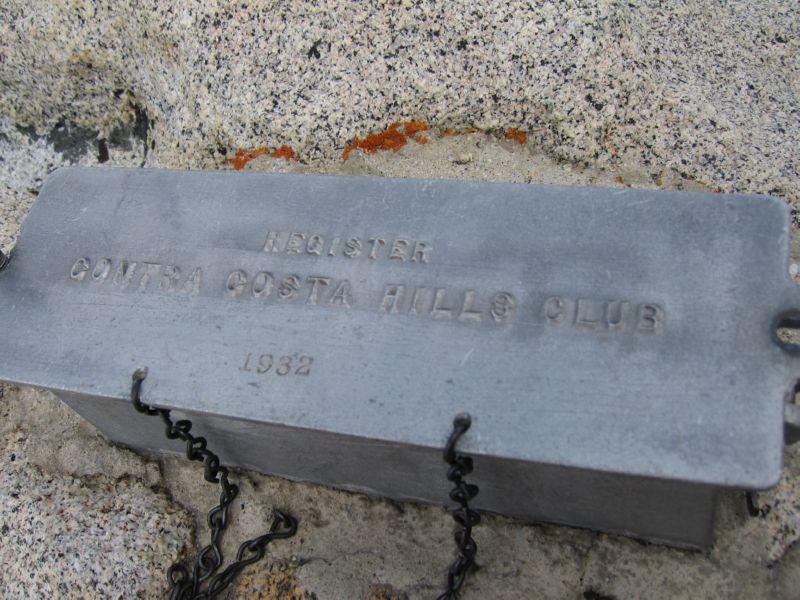 REGISTER
CONTRA COSTA HILLS CLUB
1932